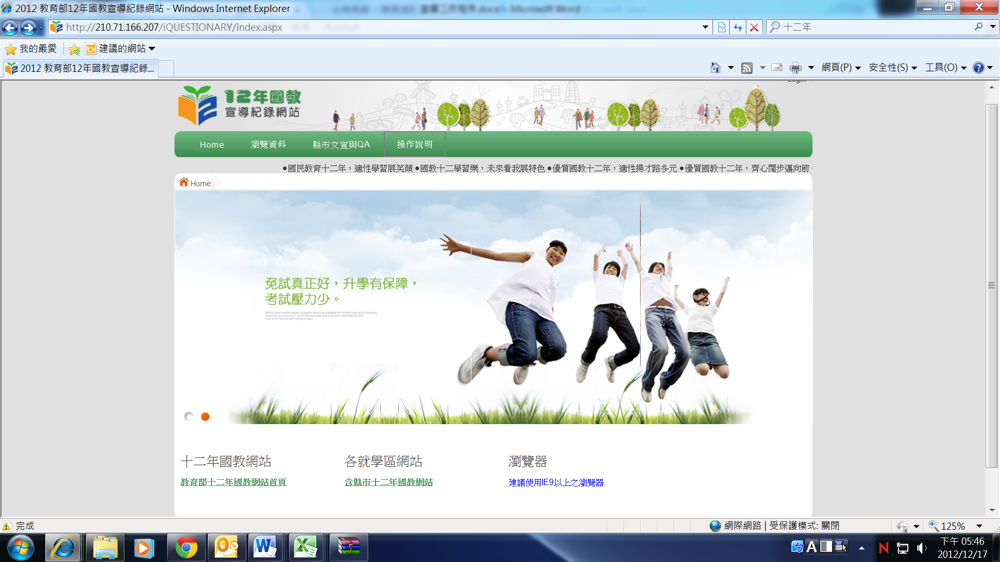 2012 教育部12年國教宣導紀錄網站 - Windows Internet Explorer
http://210.71.166.207/iQUESTIONARY/index.aspx
十二年
我的最愛
建議的網站
2012 教育部12年國教宣導紀錄...
網頁(P)
安全性(S)
工具(O)
Login
12年國教
宣導紀錄網站
Home
瀏覽資料
縣市文宣與QA
操作說明
●國民教育十二年，適性學習展笑顏 ●國教十二學習樂，未來看我展特色 ●優質國教十二年，適性揚才路多元 ●優質國教十二年，齊心闊步邁向前
Home
免試真正好，升學有保障，
考試壓力少。
十二年國教網站
教育部十二年國教網站首頁
各就學區網站
含縣市十二年國教網站
瀏覽器
建議使用IE9以上之瀏覽器
完成
網際網路 | 受保護模式: 關閉
125%
下午 05:46
2012/12/17